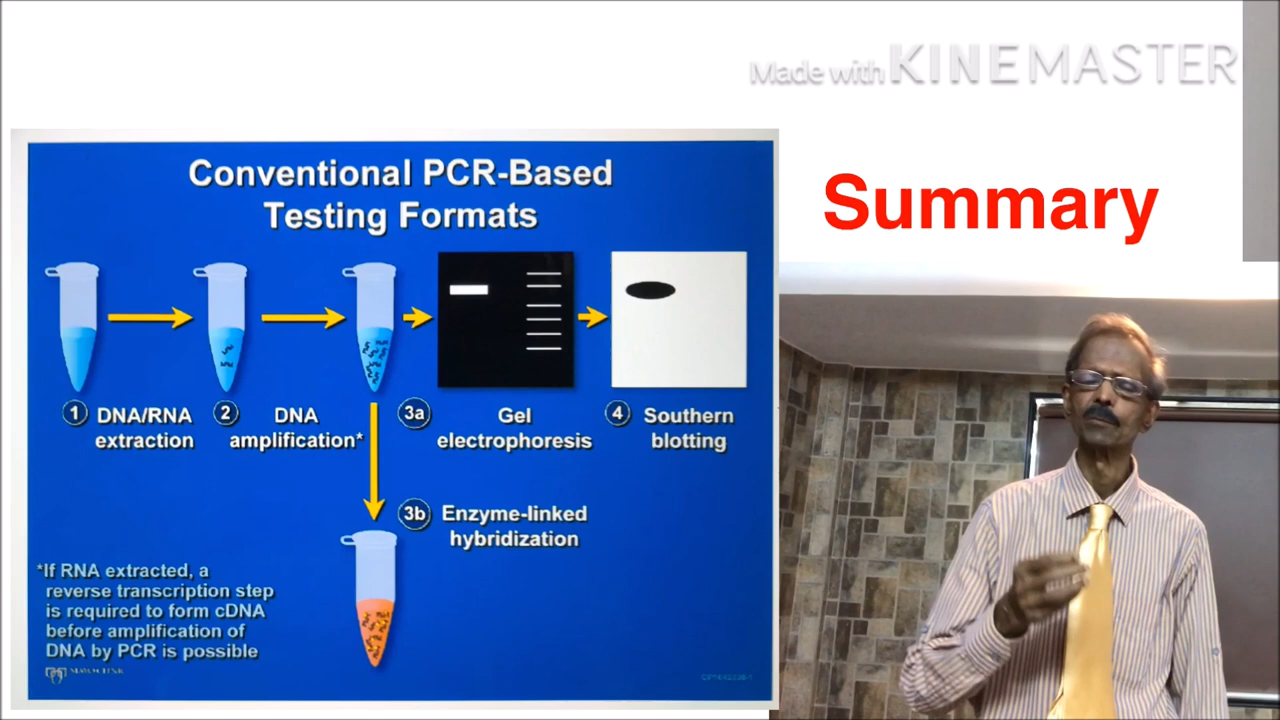 Made with KINEMASTER
Conventional PCR-Based
Testing Formats
Summary
1 DNA/RNA
extraction
2 DNA
amplification*
3a Gel
electrophoresis
4 Southern
blotting
3b Enzyme-linked
hybridization
*If RNA extracted, a
reverse transcription step
is required to form cDNA
before amplification of
DNA by PCR is possible